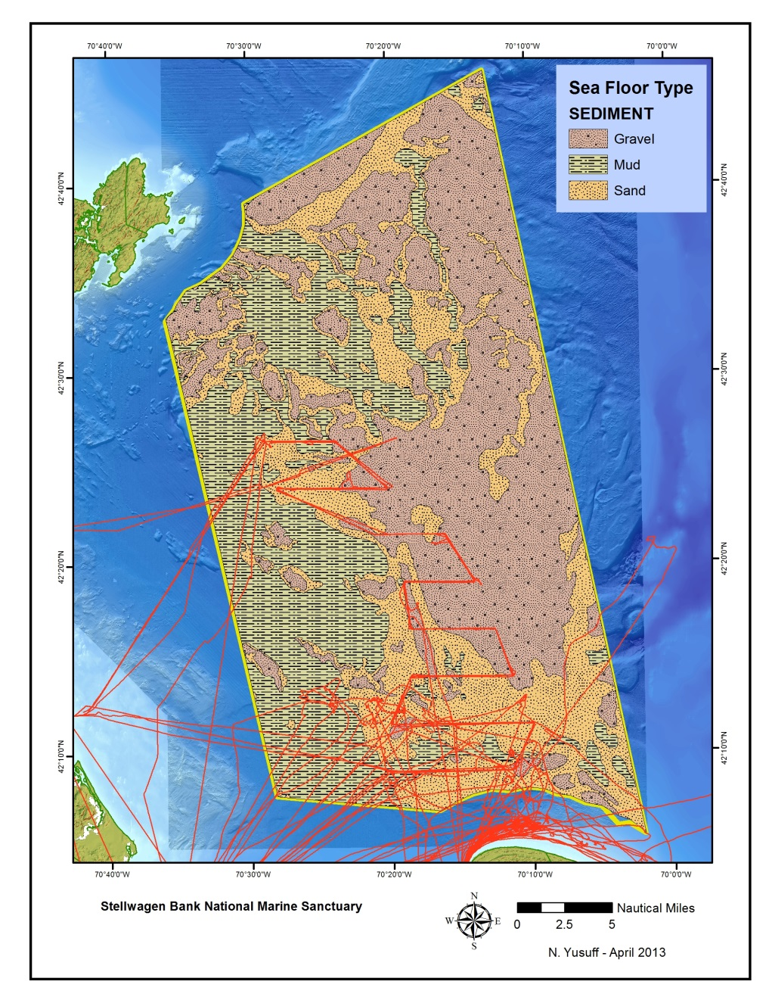 70°40'0"W 70°30'0"W 70°20'0"W 70°10'0"W 70°0'0"W
Sea Floor Type
SEDIMENT
Gravel
Mud
Sand
42°40'0"N 42°40'0"N
42°30'0"N 42°30'0"N
42°20'0"N 42°20'0"N
42°10'0"N 42°10'0"N
70°40'0"W 70°30'0"W 70°20'0"W 70°10'0"W 70°0'0"W
Stellwagen Bank National Marine Sanctuary
N
W E
S
Nautical Miles
0 2.5 5
N. Yusuff - April 2013